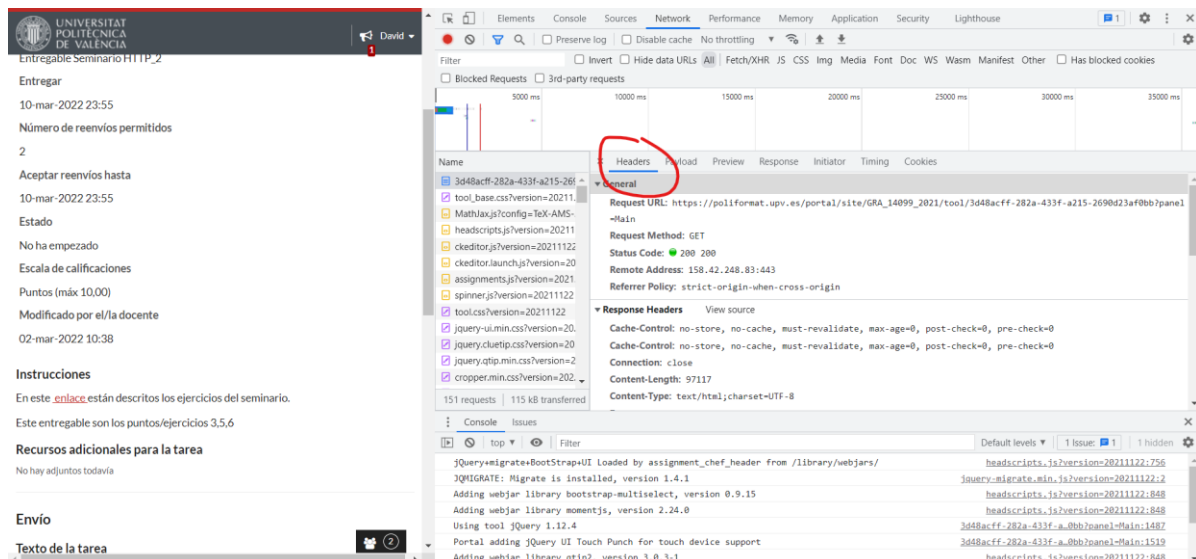 UNIVERSITAT
POLITÈCNICA
DE VALÈNCIA
David
1
Entregable Seminario HTTP_2
Entregar
10-mar-2022 23:55
Número de reenvíos permitidos
2
Aceptar reenvíos hasta
10-mar-2022 23:55
Estado
No ha empezado
Escala de calificaciones
Puntos (máx 10,00)
Modificado por el/la docente
02-mar-2022 10:38
Instrucciones
En este enlace están descritos los ejercicios del seminario.
Este entregable son los puntos/ejercicios 3,5,6
Recursos adicionales para la tarea
No hay adjuntos todavía
Envío
Texto de la tarea
2
Elements Console Sources Network Performance Memory Application Security Lighthouse 1
Preserve log Disable cache No throttling
Filter Invert Hide data URLs All Fetch/XHR JS CSS Img Media Font Doc WS Wasm Manifest Other Has blocked cookies
Blocked Requests 3rd-party requests
5000 ms 10000 ms 15000 ms 20000 ms 25000 ms 30000 ms 35000 ms
Name
3d48acff-282a-433f-a215-269
tool_base.css?version=20211.
MathJax.js?config=TeX-AMS-
headscripts.js?version=20211
ckeditor.js?version=20211122
ckeditor.launch.js?version=20
assignments.js?version=2021
spinner.js?version=20211122
tool.css?version=20211122
jquery-ui.min.css?version=20.
jquery.cluetip.css?version=20
jquery.qtip.min.css?version=2
cropper.min.css?version=202.
151 requests 115 kB transferred
× Headers Payload Preview Response Initiator Timing Cookies
General
Request URL: https://poliformat.upv.es/portal/site/GRA_14099_2021/tool/3d48acff-282a-433f-a215-2690d23af0bb?panel
=Main
Request Method: GET
Status Code: 200 200
Remote Address: 158.42.248.83:443
Referrer Policy: strict-origin-when-cross-origin
Response Headers View source
Cache-Control: no-store, no-cache, must-revalidate, max-age=0, post-check=0, pre-check=0
Cache-Control: no-store, no-cache, must-revalidate, max-age=0, post-check=0, pre-check=0
Connection: close
Content-Length: 97117
Content-Type: text/html;charset=UTF-8
Console Issues
top Filter Default levels 1 Issue: 1 1 hidden
jQuery+migrate+BootStrap+UI Loaded by assignment_chef_header from /library/webjars/ headscripts.js?version=20211122:756
JQMIGRATE: Migrate is installed, version 1.4.1 jquery-migrate.min.js?version=20211122:2
Adding webjar library bootstrap-multiselect, version 0.9.15 headscripts.js?version=20211122:848
Adding webjar library momentjs, version 2.24.0 headscripts.js?version=20211122:848
Using tool jQuery 1.12.4 3d48acff-282a-433f-a…0bb?panel=Main:1487
Portal adding jQuery UI Touch Punch for touch device support 3d48acff-282a-433f-a…0bb?panel=Main:1519
Adding webjar library qtip2, version 3.0.3-1 headscripts.js?version=20211122:848